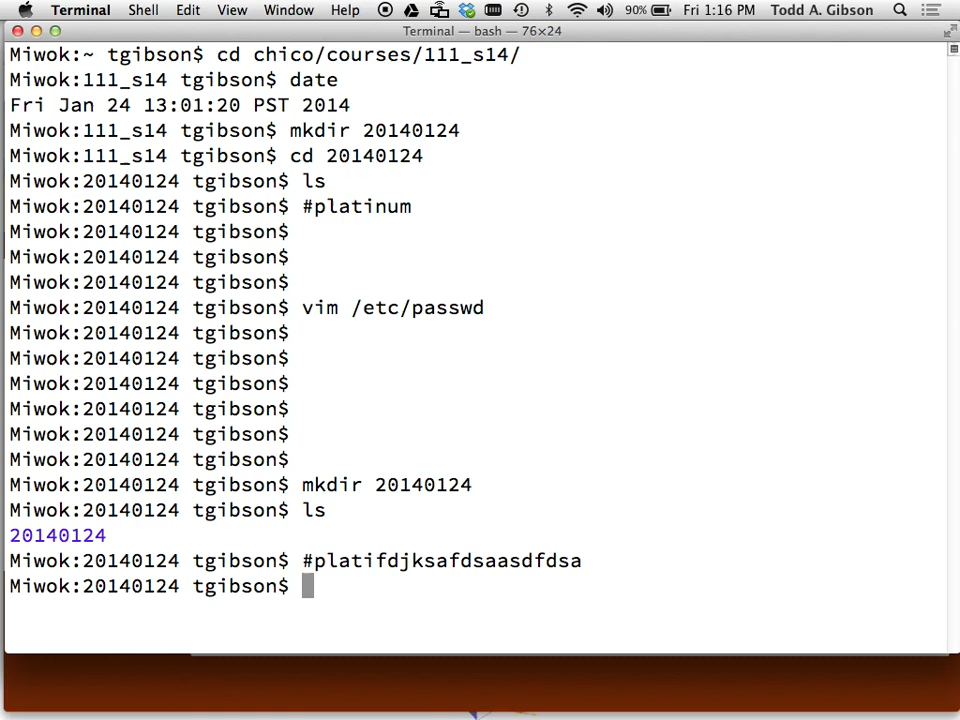 Terminal Shell Edit View Window Help 90% Fri 1:16 PM Todd A. Gibson
Terminal — bash — 76×24
Miwok:~ tgibson$ cd chico/courses/111_s14/
Miwok:111_s14 tgibson$ date
Fri Jan 24 13:01:20 PST 2014
Miwok:111_s14 tgibson$ mkdir 20140124
Miwok:111_s14 tgibson$ cd 20140124
Miwok:20140124 tgibson$ ls
Miwok:20140124 tgibson$ #platinum
Miwok:20140124 tgibson$
Miwok:20140124 tgibson$
Miwok:20140124 tgibson$
Miwok:20140124 tgibson$ vim /etc/passwd
Miwok:20140124 tgibson$
Miwok:20140124 tgibson$
Miwok:20140124 tgibson$
Miwok:20140124 tgibson$
Miwok:20140124 tgibson$
Miwok:20140124 tgibson$
Miwok:20140124 tgibson$ mkdir 20140124
Miwok:20140124 tgibson$ ls
20140124
Miwok:20140124 tgibson$ #platifdjksafdsaasdfdsa
Miwok:20140124 tgibson$